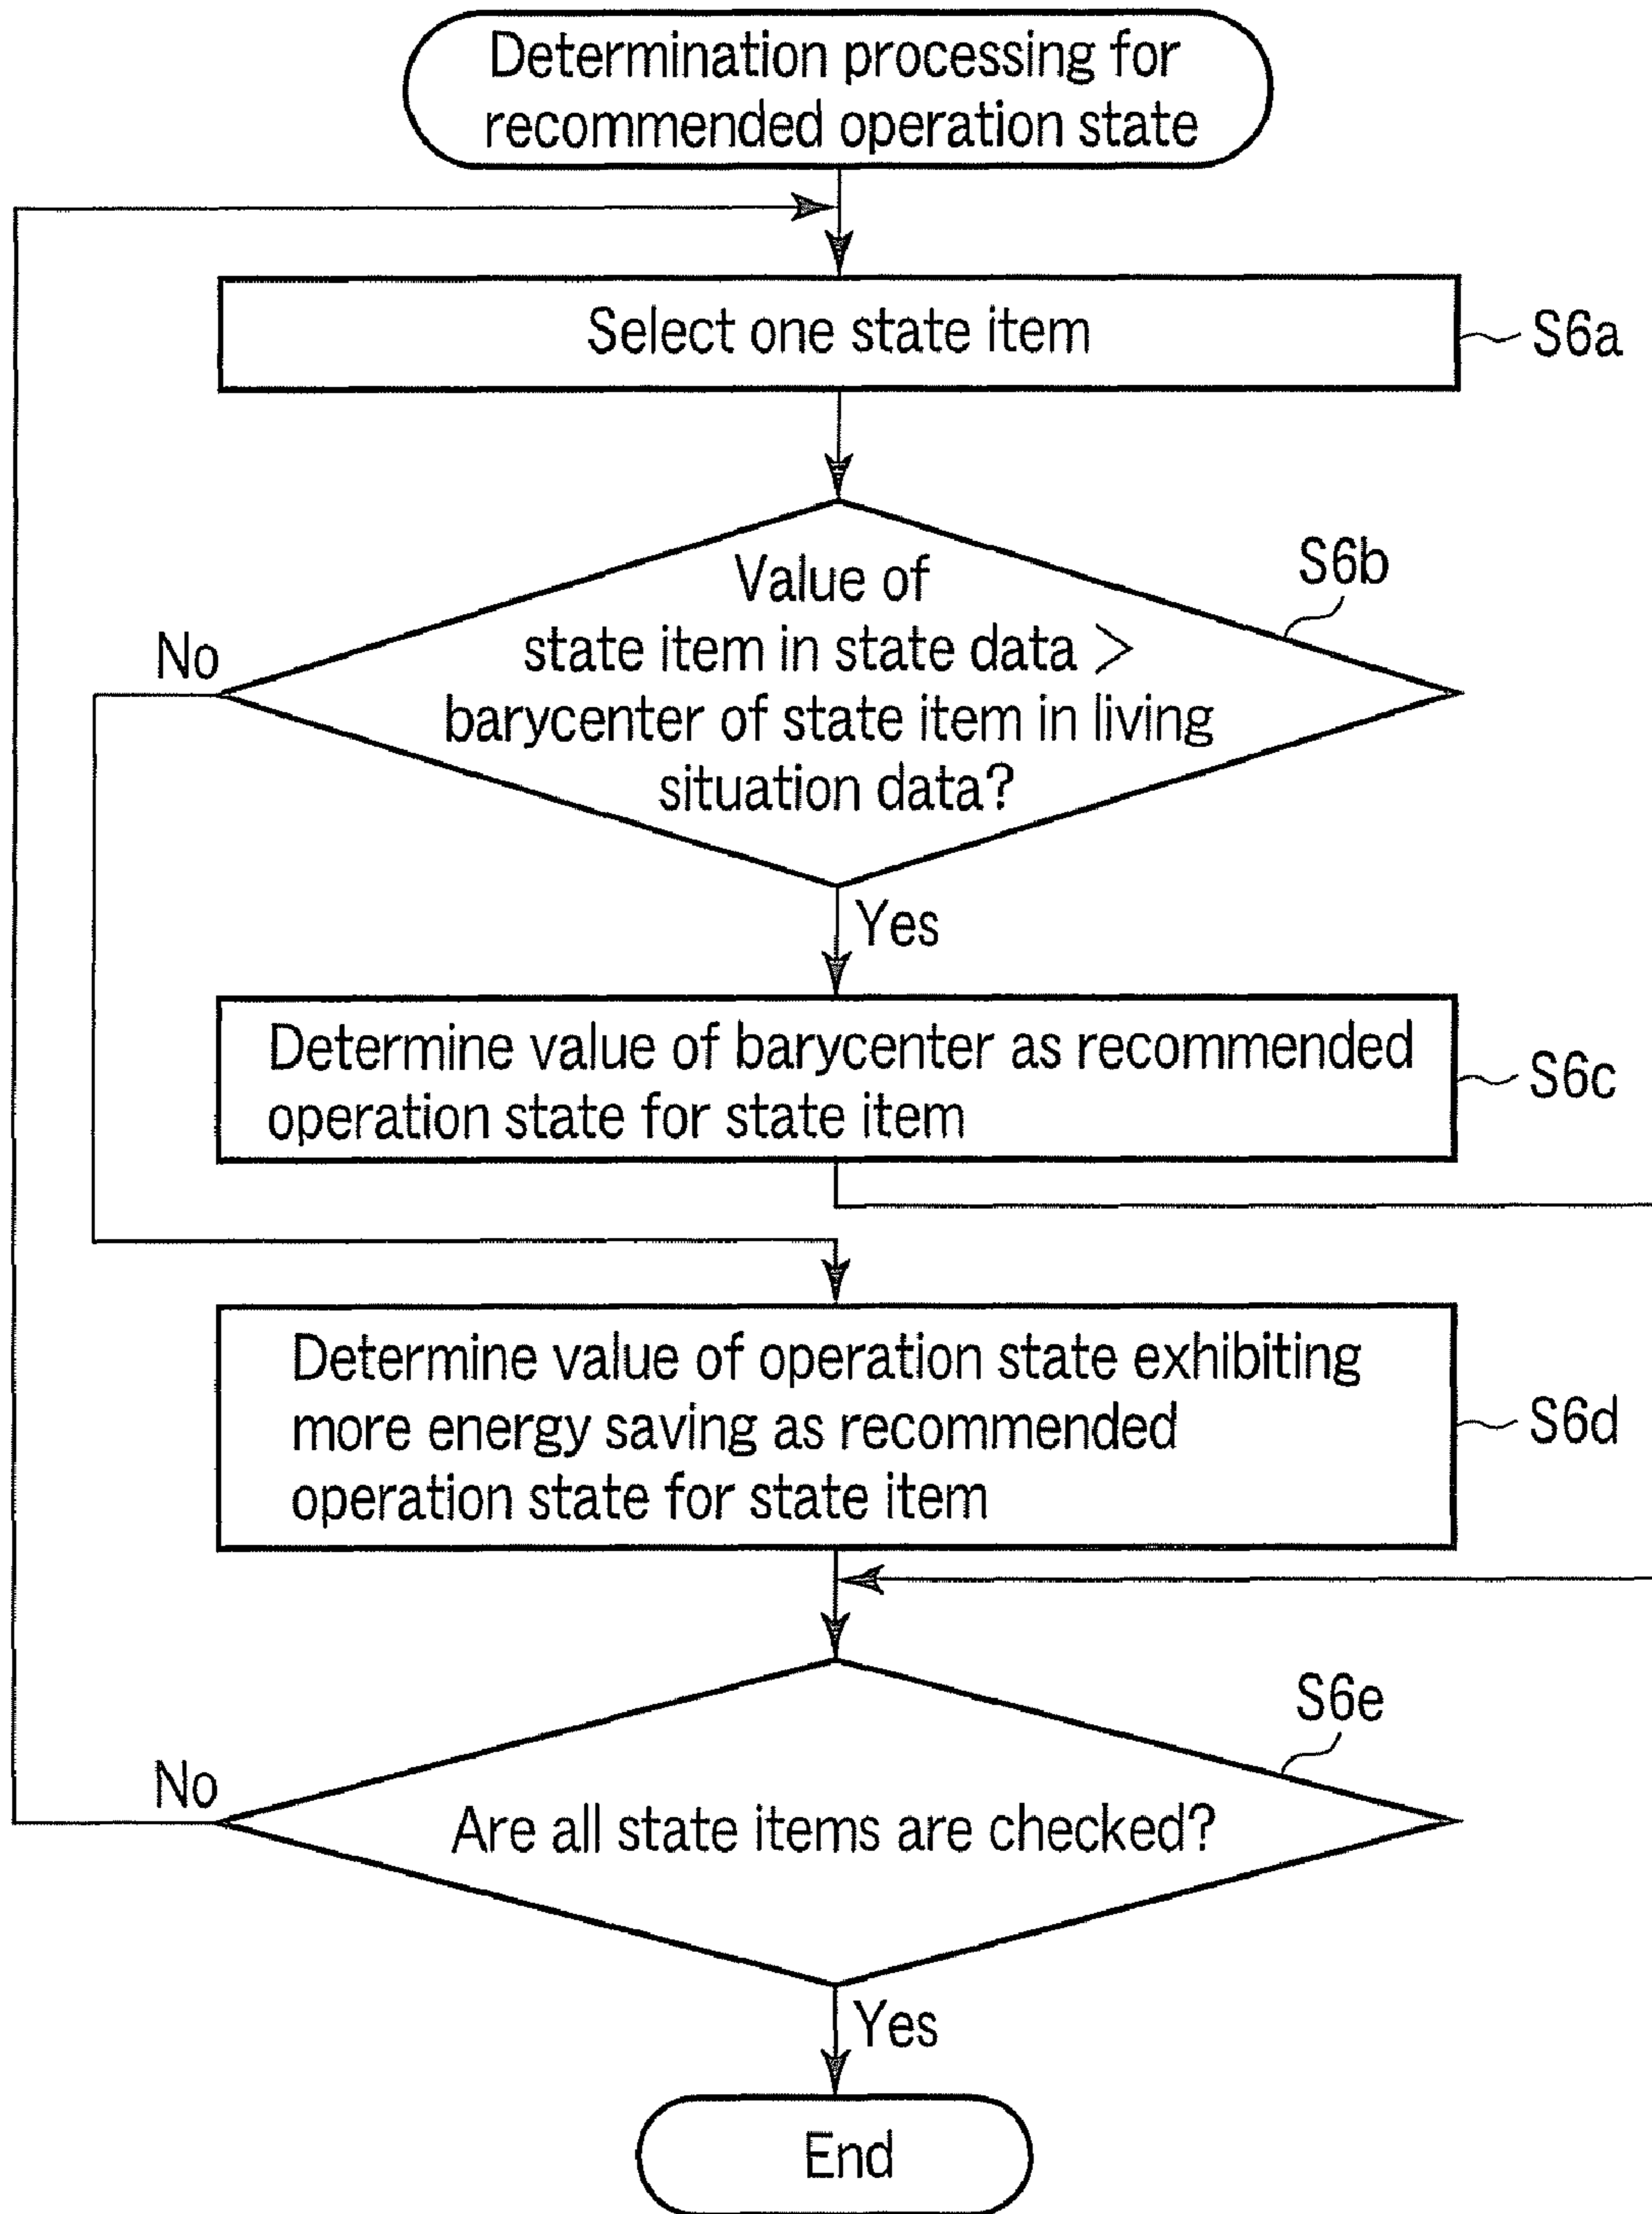 Determination processing for
recommended operation state
Select one state item
S6a
Value of
state item in state data >
barycenter of state item in living
situation data?
S6b
No
Yes
Determine value of barycenter as recommended
operation state for state item
S6c
Determine value of operation state exhibiting
more energy saving as recommended
operation state for state item
S6d
Are all state items are checked?
S6e
No
Yes
End